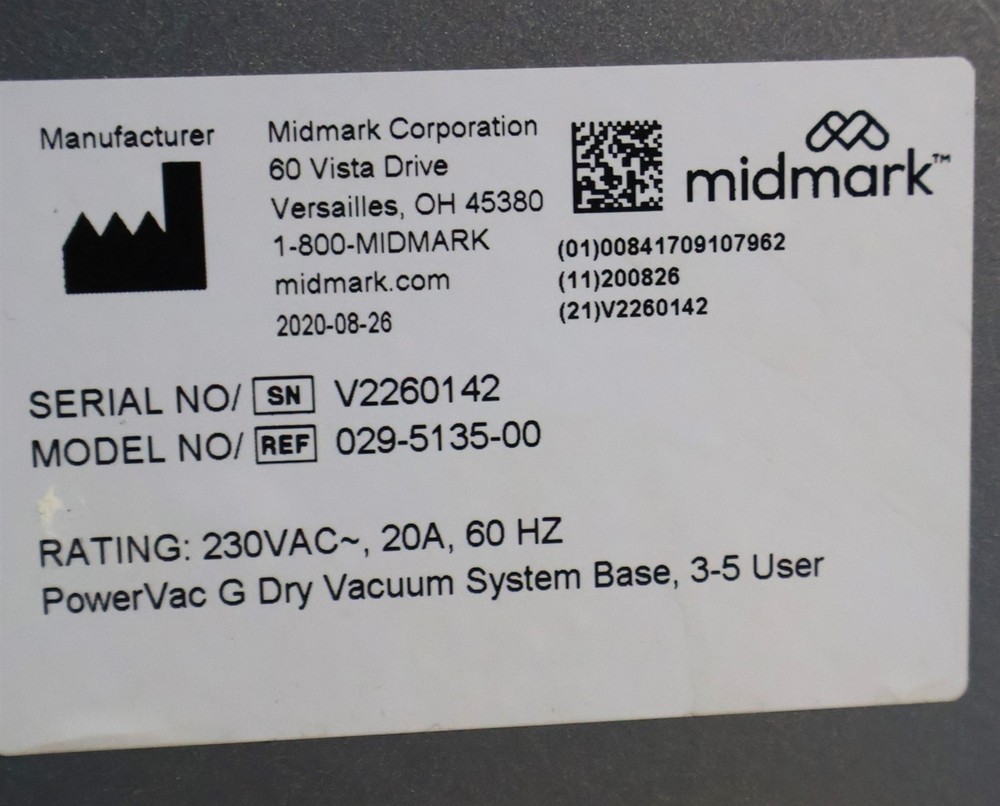 Manufacturer
Midmark Corporation
60 Vista Drive
Versailles, OH 45380
1-800-MIDMARK
midmark.com
2020-08-26
midmark™
(01)00841709107962
(11)200826
(21)V2260142
SERIAL NO/ SN V2260142
MODEL NO/ REF 029-5135-00
RATING: 230VAC~, 20A, 60 HZ
PowerVac G Dry Vacuum System Base, 3-5 User